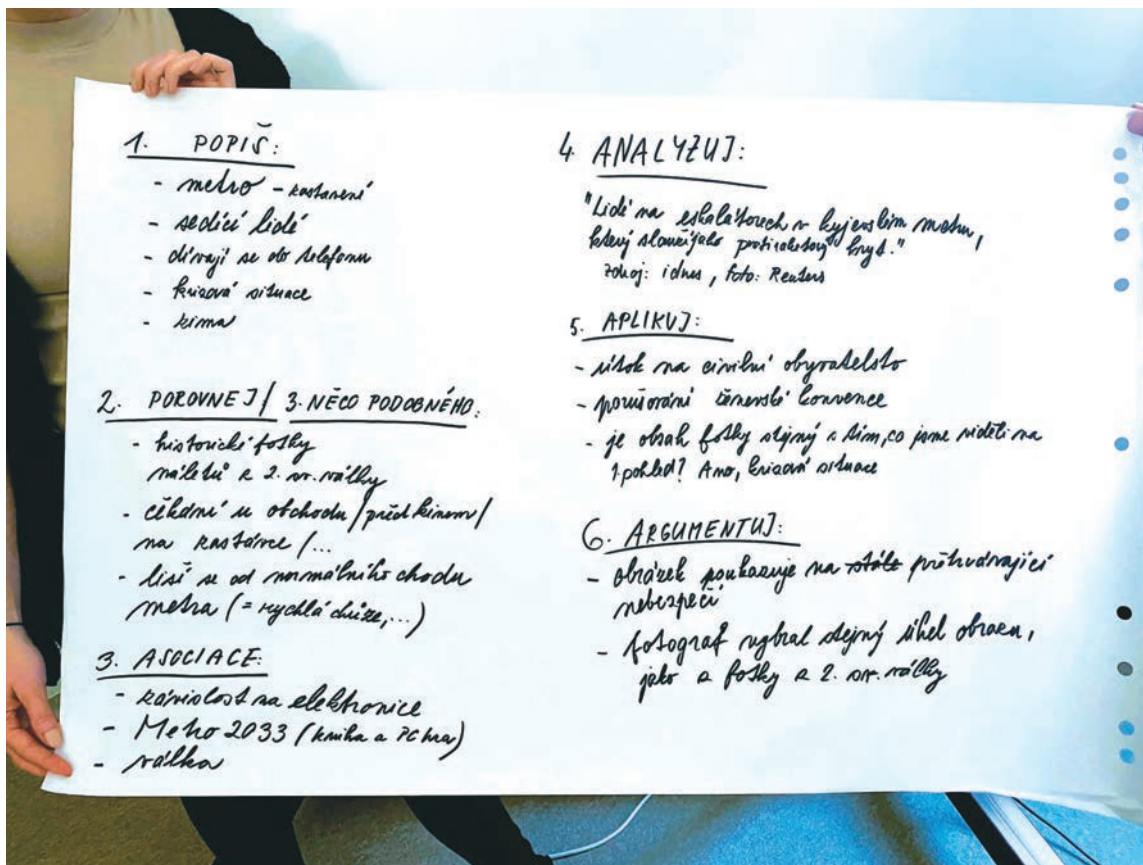 1. POPIŠ:
- metro - zastavené
- sedící lidé
- dívají se do telefonu
- krizová situace
- zima
2. POROVNEJ / 3. NĚCO PODOBNÉHO:
- historické fotky
náletů z 2. sv. války
- čekání u obchodu / před kinem /
na zastávce / ...
- liší se od normálního chodu
metra (= rychlá chůze, ...)
3. ASOCIACE:
- závislost na elektronice
- Metro 2033 (kniha a PC hra)
- válka
4. ANALÝZUJ:
"Lidé na eskalátorech v kyjevském metru,
který slouží jako protiraketový kryt."
zdroj: idnes, foto: Reuters
5. APLIKUJ:
- útok na civilní obyvatelstvo
- porušování ženevské konvence
- je obsah fotky stejný s tím, co jsme viděli na
1. pohled? Ano, krizová situace
6. ARGUMENTUJ:
- obrázek poukazuje na stále přetrvávající
nebezpečí
- fotograf vybral stejný úhel obrazu,
jako z fotky z 2. sv. války